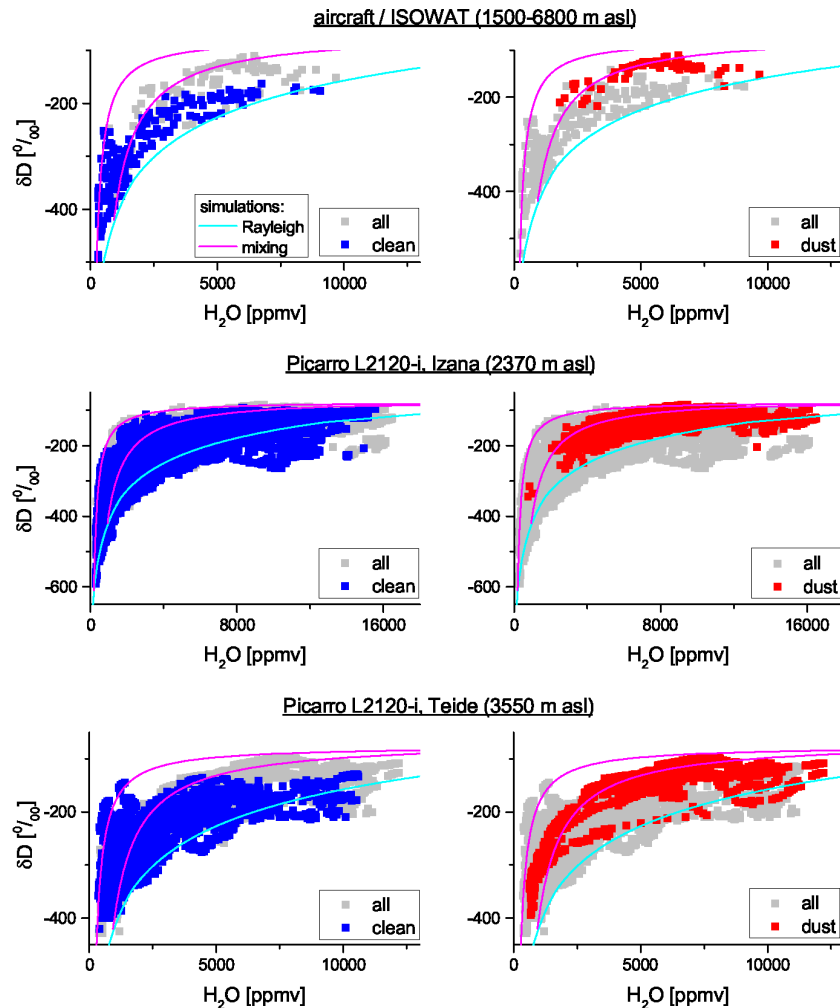 aircraft / ISOWAT (1500-6800 m asl)
δD [⁰/₀₀]
-200
-400
0
5000
10000
H₂O [ppmv]
simulations:
Rayleigh
mixing
all
clean
-200
-400
0
5000
10000
H₂O [ppmv]
all
dust
Picarro L2120-i, Izana (2370 m asl)
δD [⁰/₀₀]
-200
-400
-600
0
8000
16000
H₂O [ppmv]
all
clean
-200
-400
-600
0
8000
16000
H₂O [ppmv]
all
dust
Picarro L2120-i, Teide (3550 m asl)
δD [⁰/₀₀]
-200
-400
0
5000
10000
H₂O [ppmv]
all
clean
-200
-400
0
5000
10000
H₂O [ppmv]
all
dust